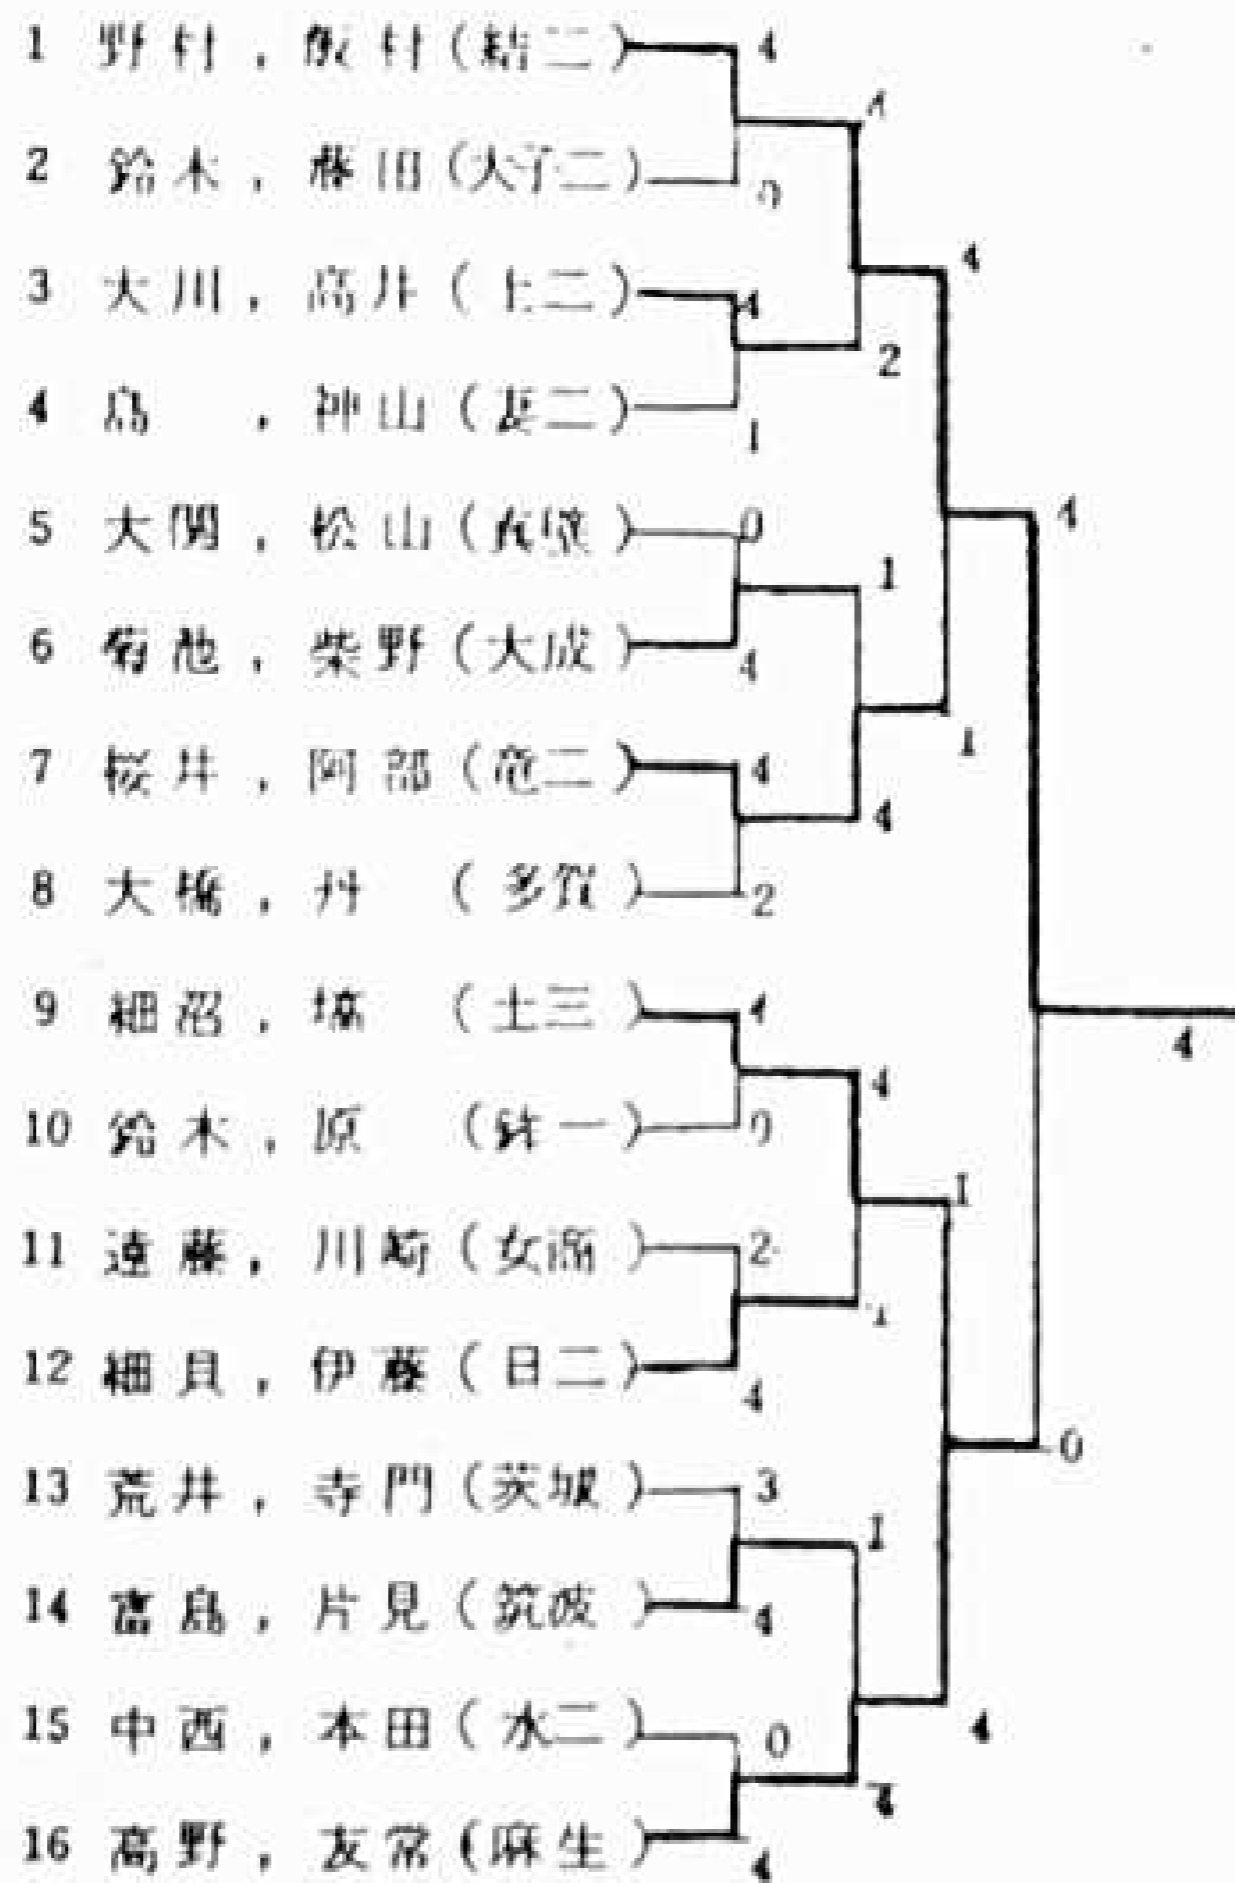 1 野村，飯村（結二） 4
4
2 鈴木，藤田（大子二） 0
4
3 大川，高井（土二） 4
2
4 島　，神山（　二） 1
5 大関，松山（真壁） 0
4
1
6 菊池，柴野（大成） 4
1
7 桜井，阿部（竜二） 4
4
8 大橋，丹　（多賀） 2
9 細沼，塙　（土三） 4
4
4
10 鈴木，原　（鉾一） 0
1
11 遠藤，川崎（女商） 2
12 細貝，伊藤（日二） 4
0
13 荒井，寺門（茨城） 3
1
14 富島，片見（筑波） 4
15 中西，本田（水二） 0
4
4
16 高野，友常（麻生） 4